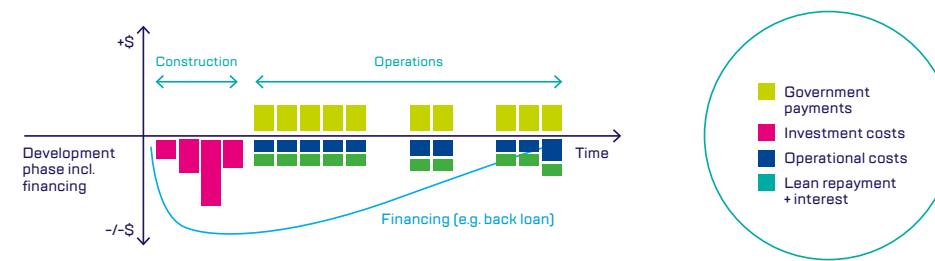 +$
Construction
Operations
Development
phase incl.
financing
Time
-/-$
Financing (e.g. back loan)
Government
payments
Investment costs
Operational costs
Lean repayment
+ interest